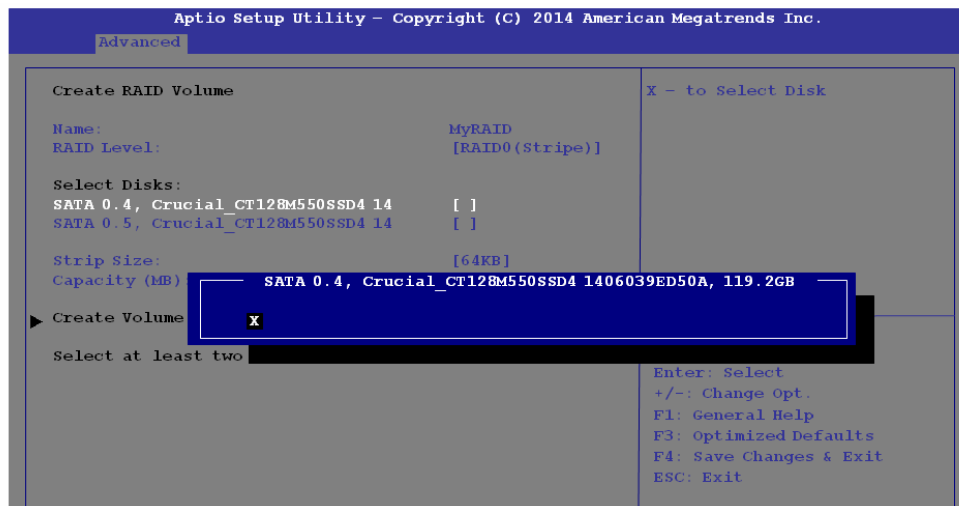 Aptio Setup Utility – Copyright (C) 2014 American Megatrends Inc.
Advanced
Create RAID Volume
Name: MyRAID
RAID Level: [RAID0(Stripe)]
Select Disks:
SATA 0.4, Crucial_CT128M550SSD4 14 [ ]
SATA 0.5, Crucial_CT128M550SSD4 14 [ ]
Strip Size: [64KB]
Capacity (MB)
SATA 0.4, Crucial_CT128M550SSD4 1406039ED50A, 119.2GB
X
Create Volume
Select at least two
X – to Select Disk
Enter: Select
+/-: Change Opt.
F1: General Help
F3: Optimized Defaults
F4: Save Changes & Exit
ESC: Exit